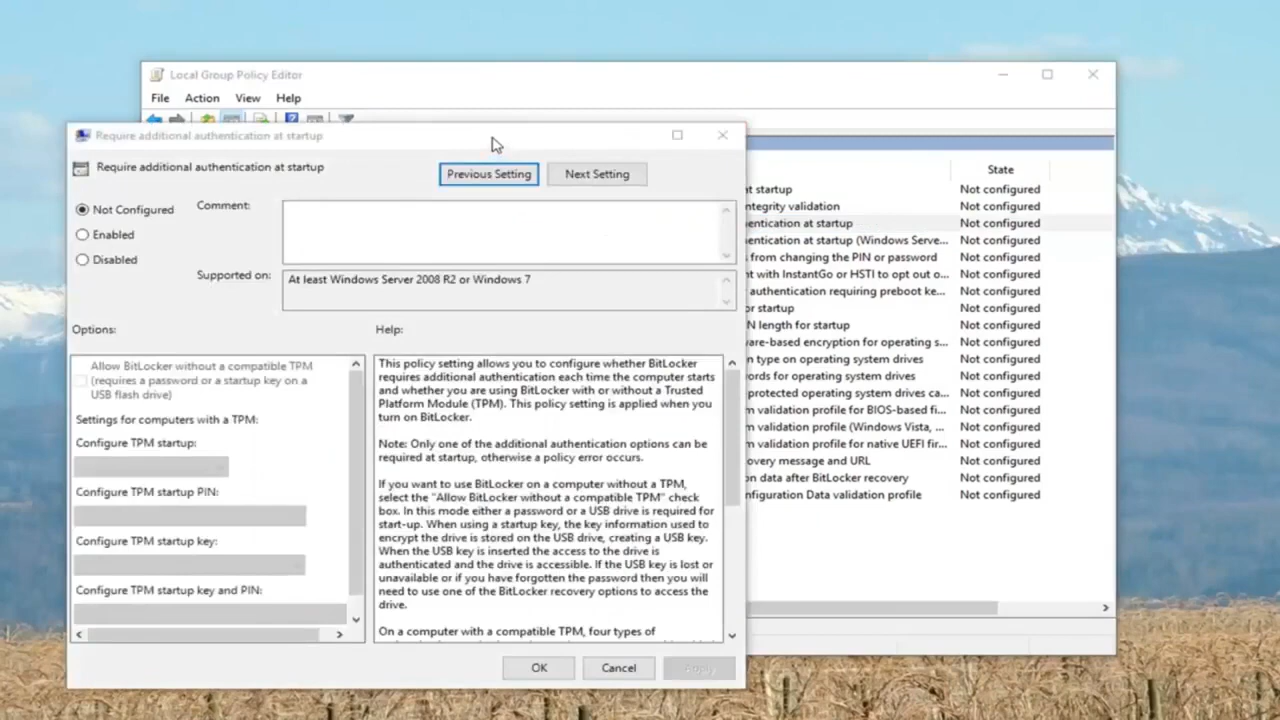 Local Group Policy Editor
File Action View Help
Require additional authentication at startup
Require additional authentication at startup
Previous Setting
Next Setting
Not Configured
Enabled
Disabled
Comment:
Supported on:
At least Windows Server 2008 R2 or Windows 7
Options:
Help:
Allow BitLocker without a compatible TPM
(requires a password or a startup key on a
USB flash drive)
Settings for computers with a TPM:
Configure TPM startup:
Configure TPM startup PIN:
Configure TPM startup key:
Configure TPM startup key and PIN:
This policy setting allows you to configure whether BitLocker
requires additional authentication each time the computer starts
and whether you are using BitLocker with or without a Trusted
Platform Module (TPM). This policy setting is applied when you
turn on BitLocker.
Note: Only one of the additional authentication options can be
required at startup, otherwise a policy error occurs.
If you want to use BitLocker on a computer without a TPM,
select the "Allow BitLocker without a compatible TPM" check
box. In this mode either a password or a USB drive is required for
start-up. When using a startup key, the key information used to
encrypt the drive is stored on the USB drive, creating a USB key.
When the USB key is inserted the access to the drive is
authenticated and the drive is accessible. If the USB key is lost or
unavailable or if you have forgotten the password then you will
need to use one of the BitLocker recovery options to access the
drive.
On a computer with a compatible TPM, four types of
OK
Cancel
Apply
State
at startup Not configured
integrity validation Not configured
entication at startup Not configured
entication at startup (Windows Serve... Not configured
from changing the PIN or password Not configured
t with InstantGo or HSTI to opt out o... Not configured
authentication requiring preboot ke... Not configured
or startup Not configured
N length for startup Not configured
ware-based encryption for operating s... Not configured
n type on operating system drives Not configured
ords for operating system drives Not configured
protected operating system drives ca... Not configured
m validation profile for BIOS-based fi... Not configured
m validation profile (Windows Vista, ... Not configured
m validation profile for native UEFI fir... Not configured
overy message and URL Not configured
on data after BitLocker recovery Not configured
nfiguration Data validation profile Not configured